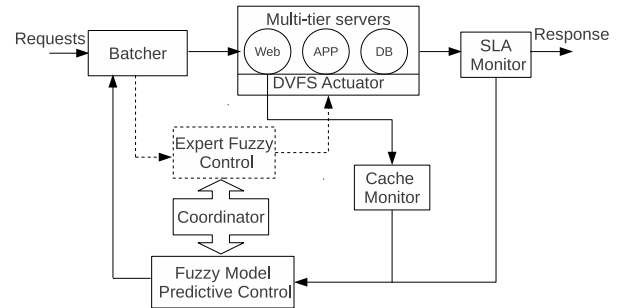 Requests
Batcher
Multi-tier servers
Web
APP
DB
DVFS Actuator
SLA
Monitor
Response
Expert Fuzzy
Control
Cache
Monitor
Coordinator
Fuzzy Model
Predictive Control